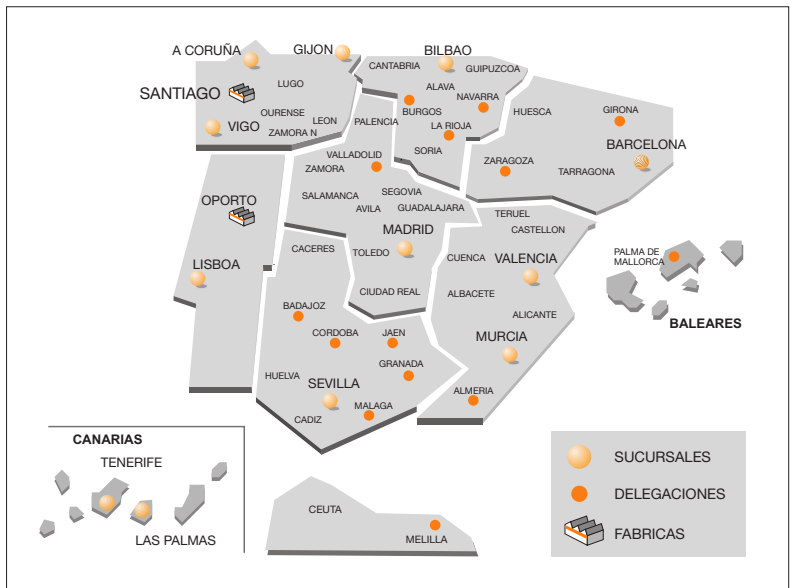 A CORUÑA
GIJON
BILBAO
CANTABRIA
GUIPUZCOA
LUGO
ALAVA
SANTIAGO
NAVARRA
BURGOS
HUESCA
GIRONA
OURENSE
LEON
PALENCIA
LA RIOJA
VIGO
ZAMORA N
BARCELONA
SORIA
VALLADOLID
ZARAGOZA
ZAMORA
TARRAGONA
SEGOVIA
SALAMANCA
AVILA
GUADALAJARA
OPORTO
TERUEL
CASTELLON
MADRID
CACERES
TOLEDO
CUENCA
VALENCIA
PALMA DE
MALLORCA
LISBOA
CIUDAD REAL
ALBACETE
BADAJOZ
ALICANTE
BALEARES
CORDOBA
JAEN
MURCIA
GRANADA
HUELVA
SEVILLA
ALMERIA
MALAGA
CADIZ
CANARIAS
TENERIFE
LAS PALMAS
CEUTA
MELILLA
SUCURSALES
DELEGACIONES
FABRICAS